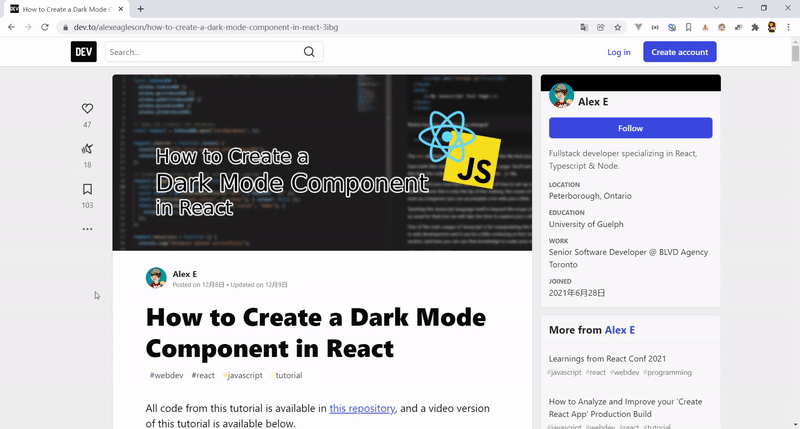 How to Create a Dark Mode Com
dev.to/alexeagleson/how-to-create-a-dark-mode-component-in-react-3ibg
DEV
Search...
Log in
Create account
47
18
103
How to Create a
Dark Mode Component
in React
JS
Alex E
Posted on 12月8日 • Updated on 12月9日
How to Create a Dark Mode
Component in React
#webdev #react #javascript #tutorial
All code from this tutorial is available in this repository, and a video version
of this tutorial is available below.
Alex E
Follow
Fullstack developer specializing in React,
Typescript & Node.
LOCATION
Peterborough, Ontario
EDUCATION
University of Guelph
WORK
Senior Software Developer @ BLVD Agency
Toronto
JOINED
2021年6月28日
More from Alex E
Learnings from React Conf 2021
#javascript #react #webdev #programming
How to Analyze and Improve your 'Create
React App' Production Build
#javascript #webdev #react #tutorial